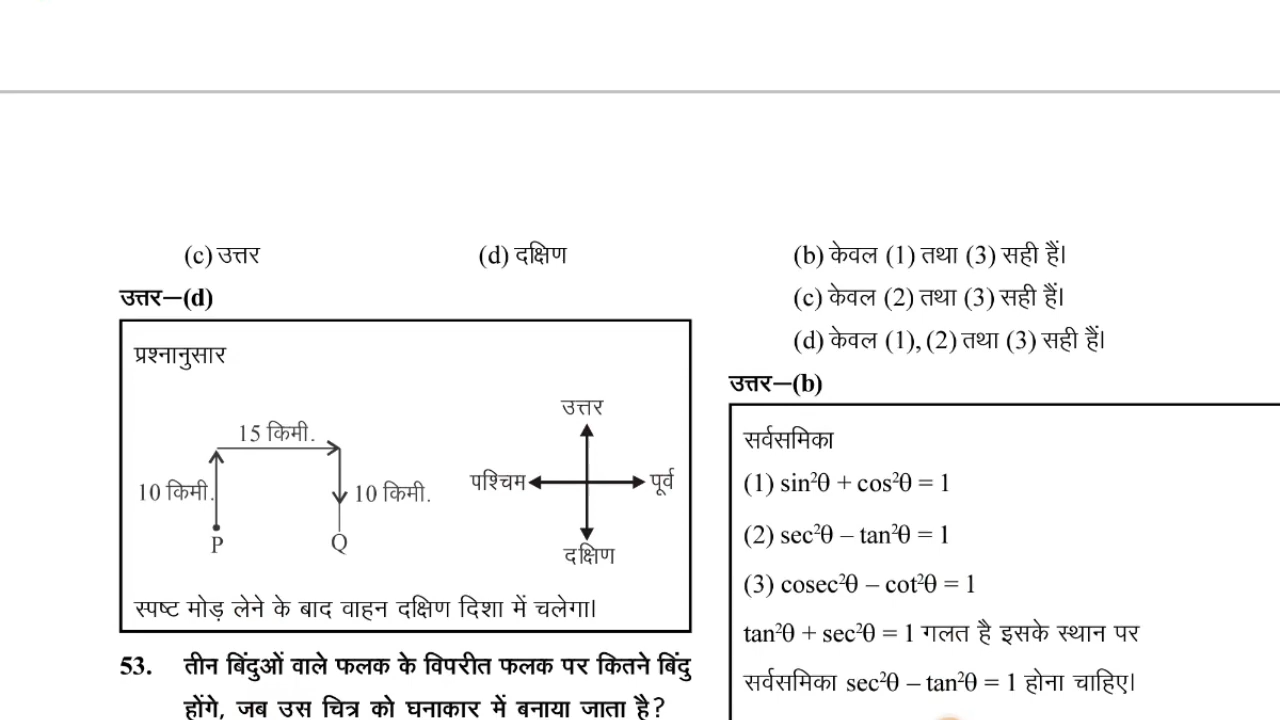 (c) उत्तर (d) दक्षिण
उत्तर—(d)
प्रश्नानुसार
15 किमी.
10 किमी.
10 किमी.
P
Q
उत्तर
पश्चिम
पूर्व
दक्षिण
स्पष्ट मोड़ लेने के बाद वाहन दक्षिण दिशा में चलेगा।
53. तीन बिंदुओं वाले फलक के विपरीत फलक पर कितने बिंदु
होंगे, जब उस चित्र को घनाकार में बनाया जाता है?
(b) केवल (1) तथा (3) सही हैं।
(c) केवल (2) तथा (3) सही हैं।
(d) केवल (1), (2) तथा (3) सही हैं।
उत्तर—(b)
सर्वसमिका
(1) sin²θ + cos²θ = 1
(2) sec²θ – tan²θ = 1
(3) cosec²θ – cot²θ = 1
tan²θ + sec²θ = 1 गलत है इसके स्थान पर
सर्वसमिका sec²θ – tan²θ = 1 होना चाहिए।